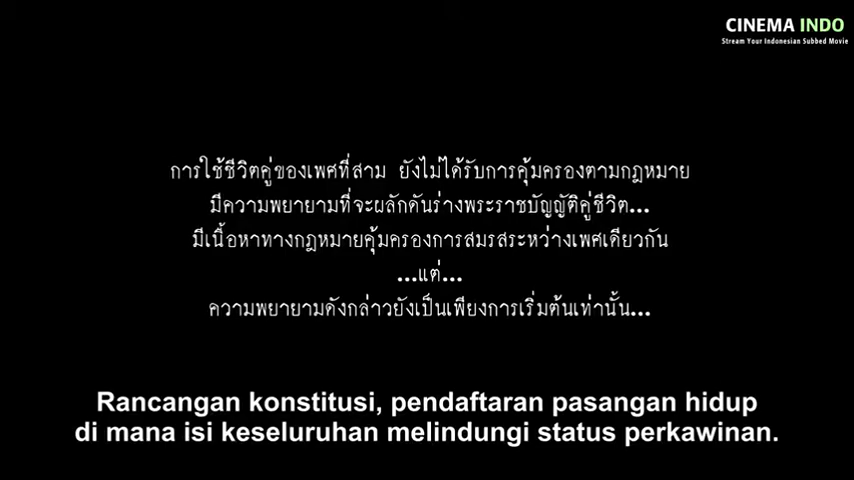 CINEMA INDO
Stream Your Indonesian Subbed Movie
การใช้ชีวิตคู่ของเพศที่สาม ยังไม่ได้รับการคุ้มครองตามกฎหมาย
มีความพยายามที่จะผลักดันร่างพระราชบัญญัติคู่ชีวิต...
มีเนื้อหาทางกฎหมายคุ้มครองการสมรสระหว่างเพศเดียวกัน
...แต่...
ความพยายามดังกล่าวยังเป็นเพียงการเริ่มต้นเท่านั้น...
Rancangan konstitusi, pendaftaran pasangan hidup
di mana isi keseluruhan melindungi status perkawinan.